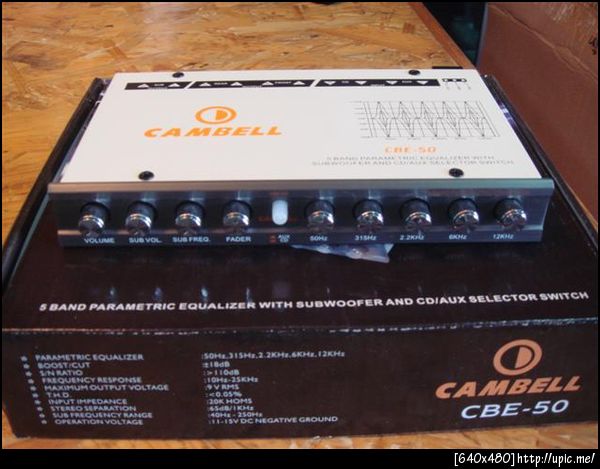 CAMBELL
CBE-50
5 BAND PARAMETRIC EQUALIZER WITH
SUBWOOFER AND CD/AUX SELECTOR SWITCH
VOLUME SUB VOL. SUB FREQ. FADER AUX 50Hz 315Hz 2.2KHz 6KHz 12KHz
CD
5 BAND PARAMETRIC EQUALIZER WITH SUBWOOFER AND CD/AUX SELECTOR SWITCH
PARAMETRIC EQUALIZER :50Hz,315Hz,2.2KHz,6KHz,12KHz
BOOST/CUT :±18dB
S/N RATIO :>110dB
FREQUENCY RESPONSE :10Hz-25KHz
MAXIMUM OUTPUT VOLTAGE :9V RMS
T.H.D. :<0.05%
INPUT IMPEDANCE :20K HOMS
STEREO SEPARATION :65dB/1KHz
SUB FREQUENCY RANGE :40Hz - 250Hz
OPERATION VOLTAGE :11-15V DC NEGATIVE GROUND
CAMBELL
CBE-50
[640x480]http://upic.me/